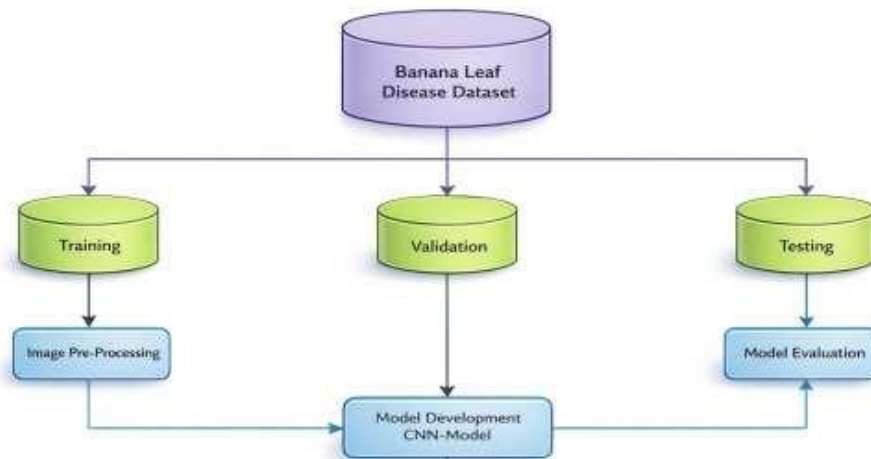 Banana Leaf
Disease Dataset
Training
Validation
Testing
Image Pre-Processing
Model Evaluation
Model Development
CNN-Model